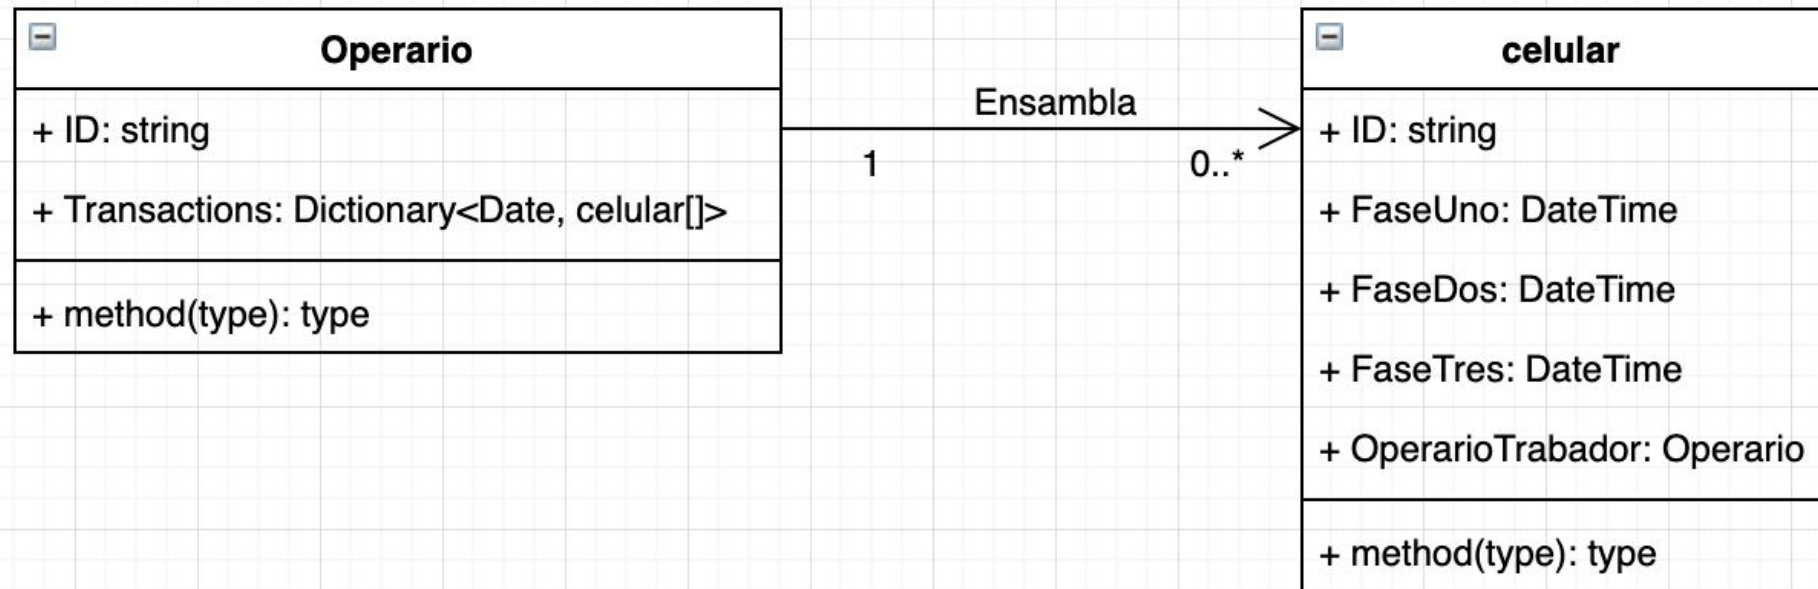 Operario
+ ID: string
+ Transactions: Dictionary<Date, celular[]>
+ method(type): type
Ensambla
1
0..*
celular
+ ID: string
+ FaseUno: DateTime
+ FaseDos: DateTime
+ FaseTres: DateTime
+ OperarioTrabador: Operario
+ method(type): type